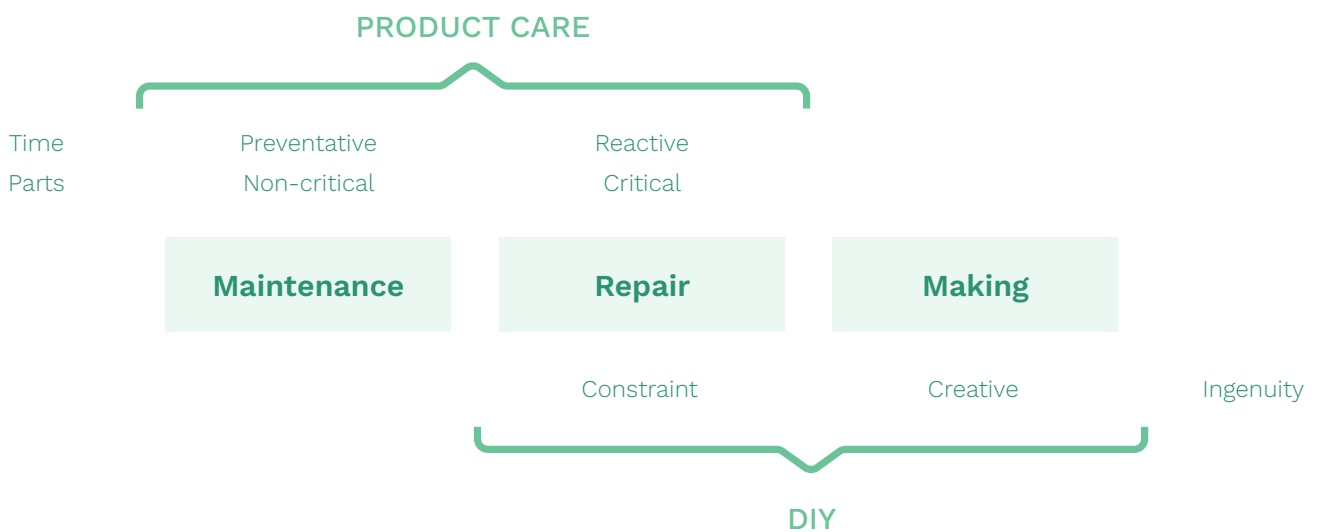 PRODUCT CARE
Time Preventative Reactive
Parts Non-critical Critical
Maintenance Repair Making
Constraint Creative Ingenuity
DIY